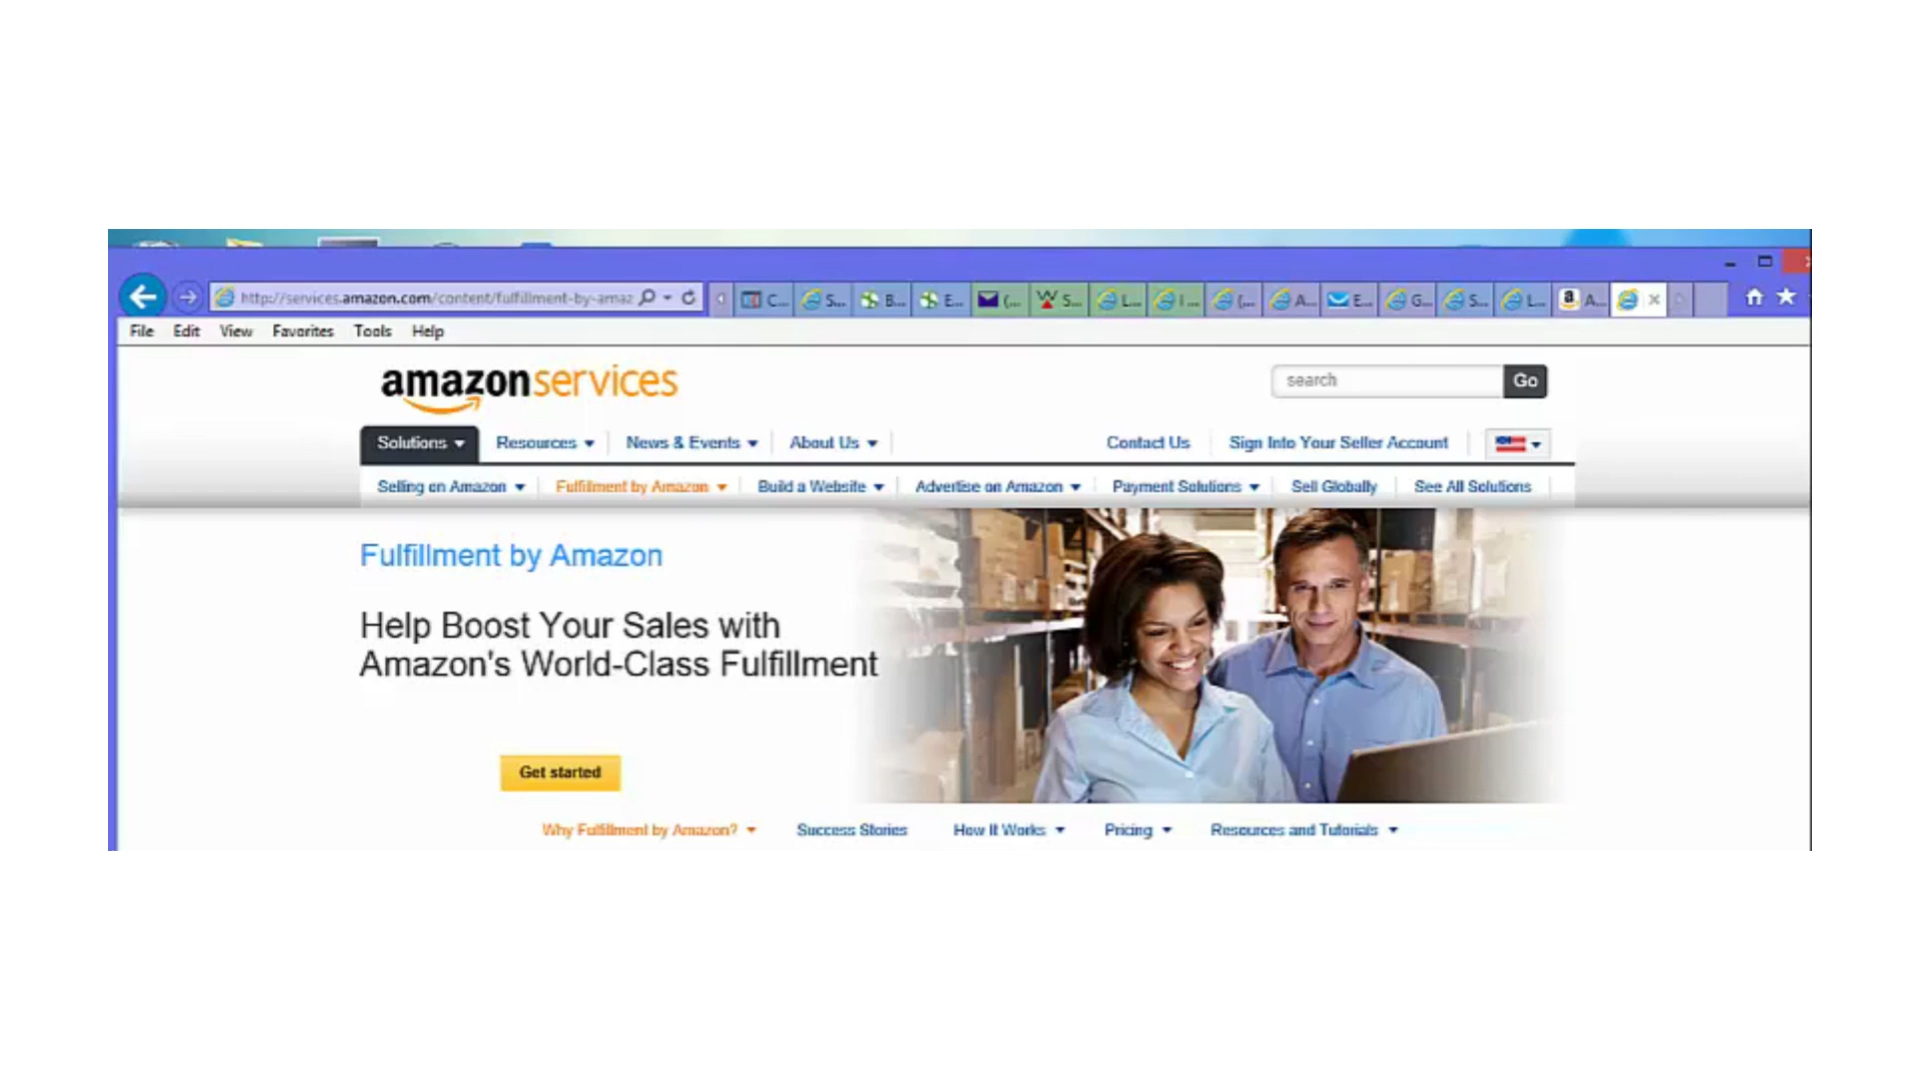 http://services.amazon.com/content/fulfillment-by-amaz
C... S... B... E... (... S... L... I... (... A... E... G... S... L... A...
File Edit View Favorites Tools Help
amazonservices
search Go
Solutions Resources News & Events About Us Contact Us Sign Into Your Seller Account
Selling on Amazon Fulfillment by Amazon Build a Website Advertise on Amazon Payment Solutions Sell Globally See All Solutions
Fulfillment by Amazon
Help Boost Your Sales with
Amazon's World-Class Fulfillment
Get started
Why Fulfillment by Amazon? Success Stories How It Works Pricing Resources and Tutorials